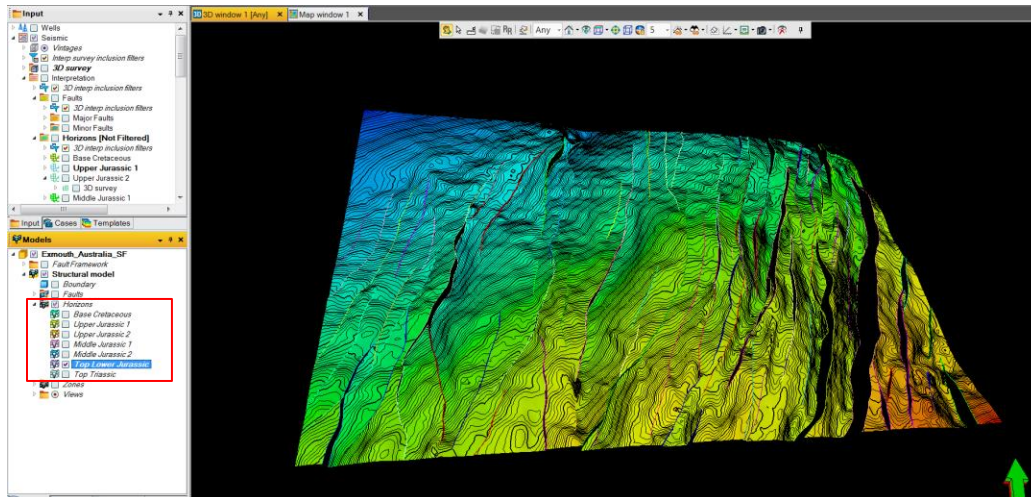 Input
Wells
Seismic
Vintages
Interp survey inclusion filters
3D survey
Interpretation
3D interp inclusion filters
Faults
3D interp inclusion filters
Major Faults
Minor Faults
Horizons [Not Filtered]
3D interp inclusion filters
Base Cretaceous
Upper Jurassic 1
Upper Jurassic 2
3D survey
Middle Jurassic 1
Input Cases Templates
Models
Exmouth_Australia_SF
Fault Framework
Structural model
Boundary
Faults
Horizons
Base Cretaceous
Upper Jurassic 1
Upper Jurassic 2
Middle Jurassic 1
Middle Jurassic 2
Top Lower Jurassic
Top Triassic
Zones
Views
3D window 1 [Any] Map window 1
Any 5